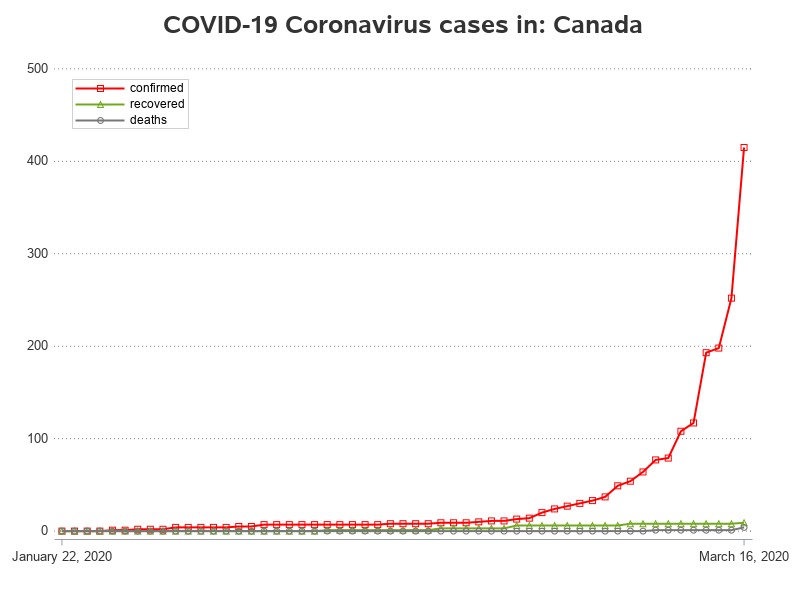 COVID-19 Coronavirus cases in: Canada
500
confirmed
recovered
deaths
400
300
200
100
0
January 22, 2020
March 16, 2020